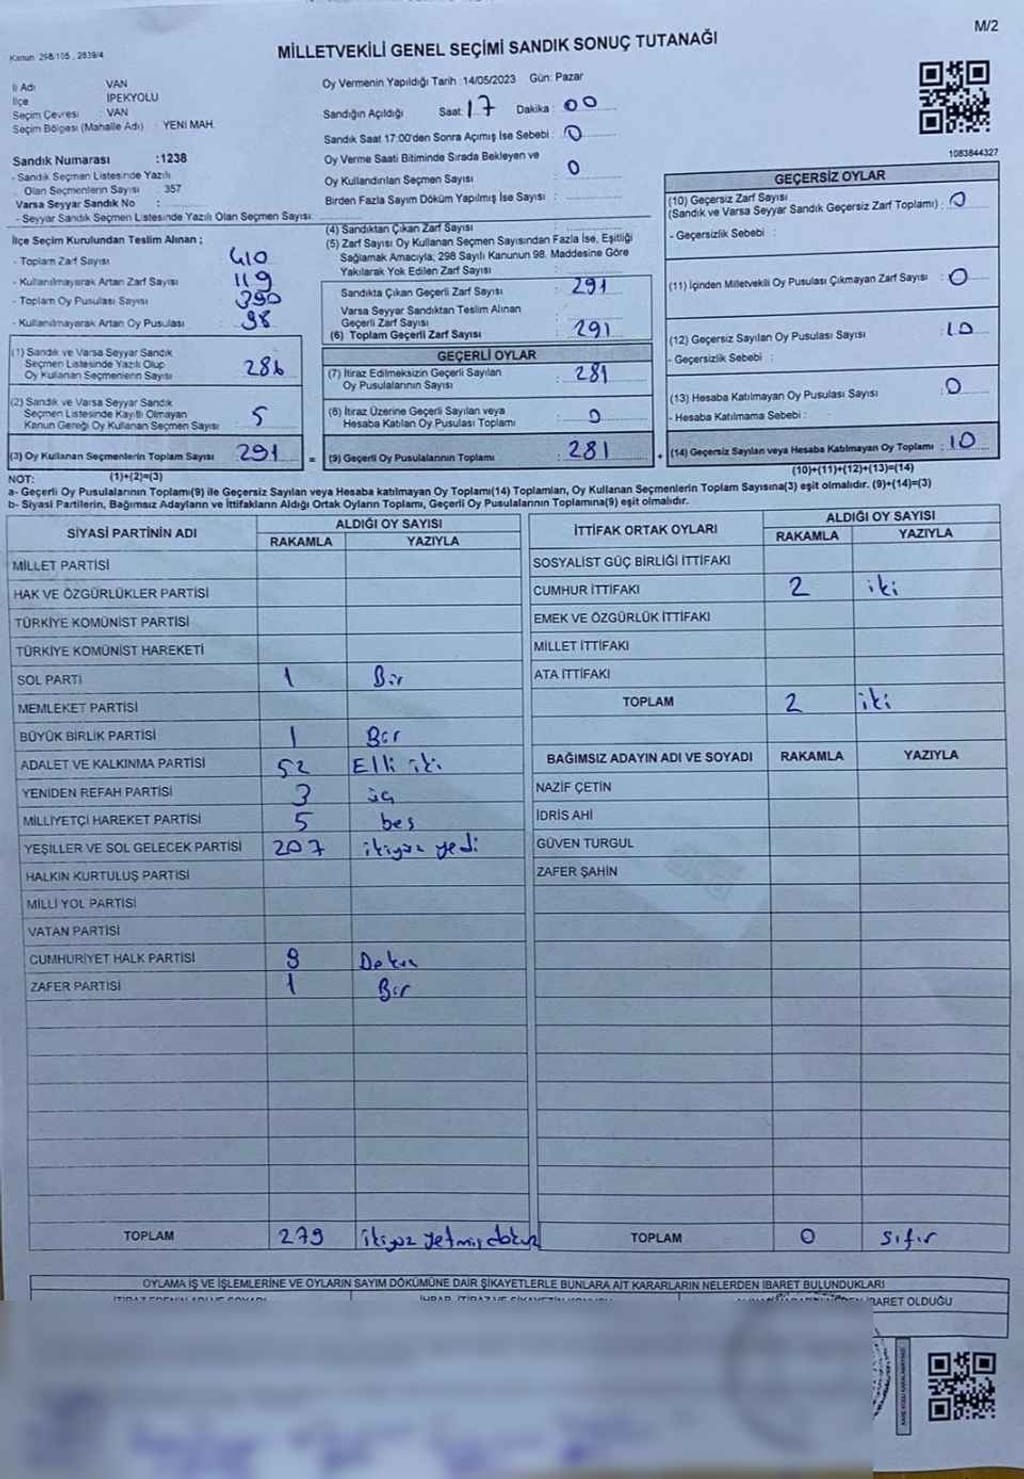 M/2
Kanun: 298/105, 2839/4
MİLLETVEKİLİ GENEL SEÇİMİ SANDIK SONUÇ TUTANAĞI
İl Adı VAN
İlçe İPEKYOLU
Seçim Çevresi VAN
Seçim Bölgesi (Mahalle Adı) : YENİ MAH.
Sandık Numarası :1238
- Sandık Seçmen Listesinde Yazılı
Olan Seçmenlerin Sayısı : 357
Varsa Seyyar Sandık No :
- Seyyar Sandık Seçmen Listesinde Yazılı Olan Seçmen Sayısı:
Oy Vermenin Yapıldığı Tarih :14/05/2023 Gün: Pazar
Sandığın Açıldığı Saat: 17 Dakika : 00
Sandık Saat 17:00'den Sonra Açımış İse Sebebi : 0
Oy Verme Saati Bitiminde Sırada Bekleyen ve
Oy Kullandırılan Seçmen Sayısı : 0
Birden Fazla Sayım Döküm Yapılmış İse Sayısı :
1083844327
İlçe Seçim Kurulundan Teslim Alınan ;
- Toplam Zarf Sayısı : 410
- Kullanılmayarak Artan Zarf Sayısı : 119
- Toplam Oy Pusulası Sayısı : 390
- Kullanılmayarak Artan Oy Pusulası : 98
(1) Sandık ve Varsa Seyyar Sandık
Seçmen Listesinde Yazılı Olup
Oy Kullanan Seçmenlerin Sayısı : 286
(2) Sandık ve Varsa Seyyar Sandık
Seçmen Listesinde Kayıtlı Olmayan
Kanun Gereği Oy Kullanan Seçmen Sayısı : 5
(3) Oy Kullanan Seçmenlerin Toplam Sayısı : 291
(4) Sandıktan Çıkan Zarf Sayısı :
(5) Zarf Sayısı Oy Kullanan Seçmen Sayısından Fazla İse, Eşitliği
Sağlamak Amacıyla; 298 Sayılı Kanunun 98. Maddesine Göre
Yakılarak Yok Edilen Zarf Sayısı :
Sandıkta Çıkan Geçerli Zarf Sayısı : 291
Varsa Seyyar Sandıktan Teslim Alınan
Geçerli Zarf Sayısı :
(6) Toplam Geçerli Zarf Sayısı : 291
GEÇERLİ OYLAR
(7) İtiraz Edilmeksizin Geçerli Sayılan
Oy Pusulalarının Sayısı : 281
(8) İtiraz Üzerine Geçerli Sayılan veya
Hesaba Katılan Oy Pusulası Toplamı : 0
= (9) Geçerli Oy Pusulalarının Toplamı : 281
GEÇERSİZ OYLAR
(10) Geçersiz Zarf Sayısı
(Sandık ve Varsa Seyyar Sandık Geçersiz Zarf Toplamı) : 0
- Geçersizlik Sebebi :
(11) İçinden Milletvekili Oy Pusulası Çıkmayan Zarf Sayısı : 0
(12) Geçersiz Sayılan Oy Pusulası Sayısı : 10
- Geçersizlik Sebebi :
(13) Hesaba Katılmayan Oy Pusulası Sayısı : 0
- Hesaba Katılmama Sebebi :
+ (14) Geçersiz Sayılan veya Hesaba Katılmayan Oy Toplamı : 10
NOT: (1)+(2)=(3)
(10)+(11)+(12)+(13)=(14)
a- Geçerli Oy Pusulalarının Toplamı(9) ile Geçersiz Sayılan veya Hesaba katılmayan Oy Toplamı(14) Toplamları, Oy Kullanan Seçmenlerin Toplam Sayısına(3) eşit olmalıdır. (9)+(14)=(3)
b- Siyasi Partilerin, Bağımsız Adayların ve İttifakların Aldığı Ortak Oyların Toplamı, Geçerli Oy Pusulalarının Toplamına(9) eşit olmalıdır.
SİYASİ PARTİNİN ADI ALDIĞI OY SAYISI
RAKAMLA YAZIYLA
MİLLET PARTİSİ
HAK VE ÖZGÜRLÜKLER PARTİSİ
TÜRKİYE KOMÜNİST PARTİSİ
TÜRKİYE KOMÜNİST HAREKETİ
SOL PARTİ 1 Bir
MEMLEKET PARTİSİ
BÜYÜK BİRLİK PARTİSİ 1 Bir
ADALET VE KALKINMA PARTİSİ 52 Elli iki
YENİDEN REFAH PARTİSİ 3 üç
MİLLİYETÇİ HAREKET PARTİSİ 5 beş
YEŞİLLER VE SOL GELECEK PARTİSİ 207 ikiyüz yedi
HALKIN KURTULUŞ PARTİSİ
MİLLİ YOL PARTİSİ
VATAN PARTİSİ
CUMHURİYET HALK PARTİSİ 9 Dokuz
ZAFER PARTİSİ 1 Bir
TOPLAM 279 ikiyüz yetmiş dokuz
İTTİFAK ORTAK OYLARI ALDIĞI OY SAYISI
RAKAMLA YAZIYLA
SOSYALİST GÜÇ BİRLİĞİ İTTİFAKI
CUMHUR İTTİFAKI 2 iki
EMEK VE ÖZGÜRLÜK İTTİFAKI
MİLLET İTTİFAKI
ATA İTTİFAKI
TOPLAM 2 iki
BAĞIMSIZ ADAYIN ADI VE SOYADI RAKAMLA YAZIYLA
NAZİF ÇETİN
İDRİS AHİ
GÜVEN TURGUL
ZAFER ŞAHİN
TOPLAM 0 sıfır
OYLAMA İŞ VE İŞLEMLERİNE VE OYLARIN SAYIM DÖKÜMÜNE DAİR ŞİKAYETLERLE BUNLARA AİT KARARLARIN NELERDEN İBARET BULUNDUKLARI
İBARET OLDUĞU